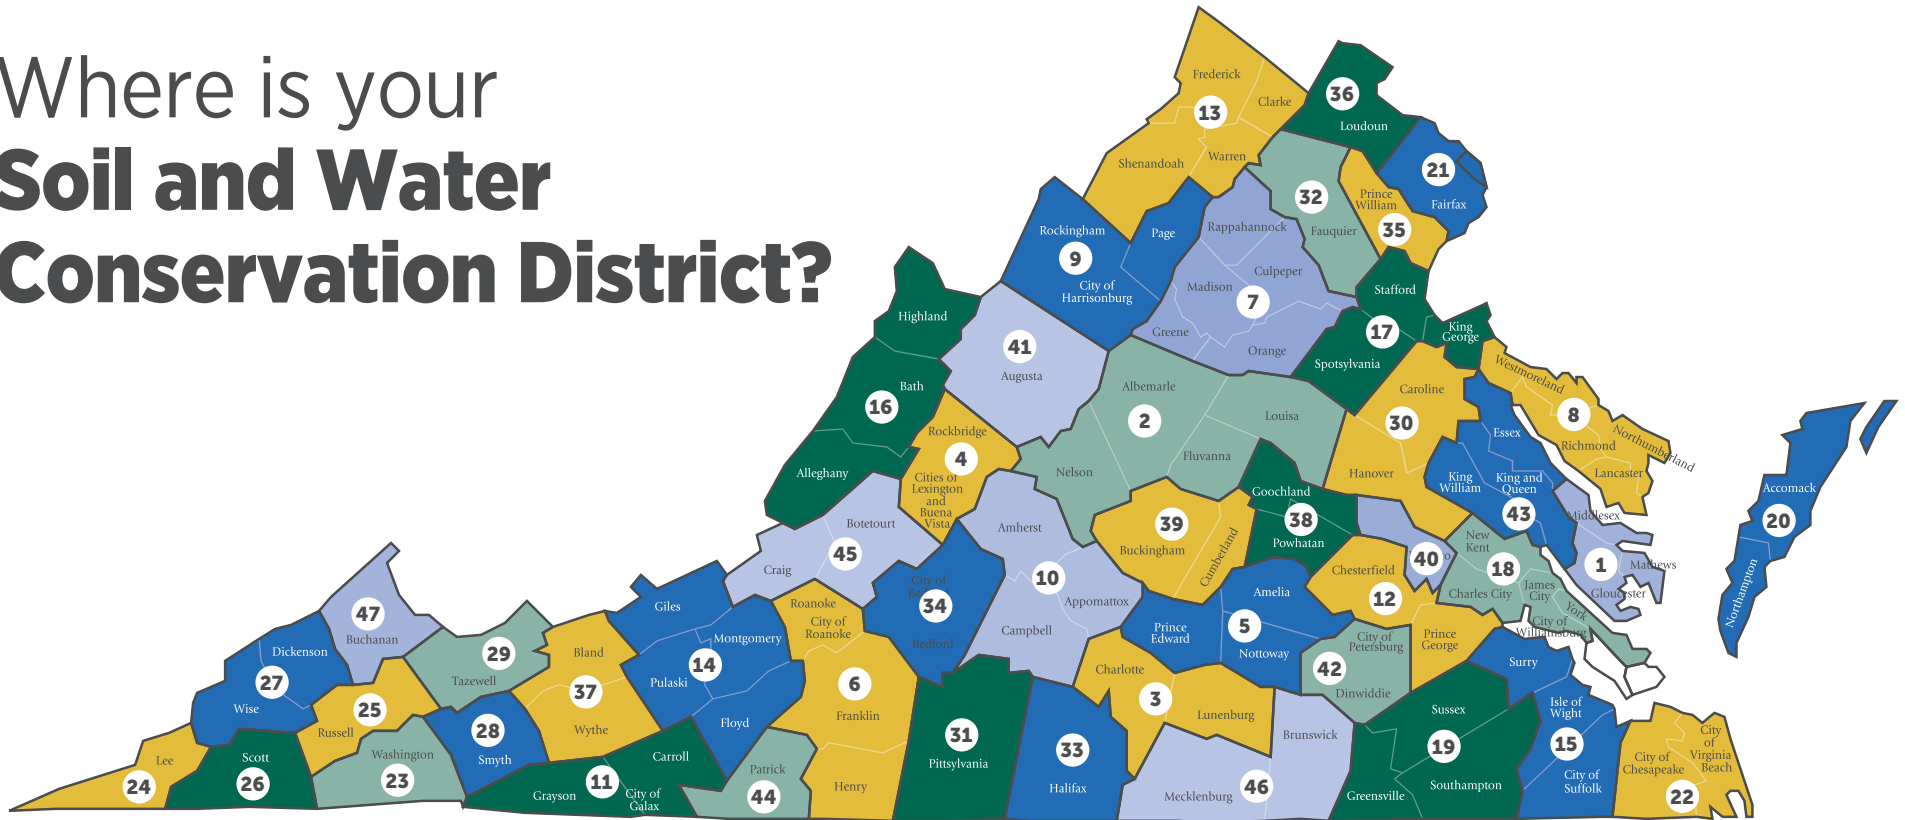 Where is your
Soil and Water
Conservation District?
Frederick
13
Clarke
Shenandoah
Warren
36
Loudoun
21
Fairfax
32
Fauquier
Prince
William
35
Rockingham
9
City of
Harrisonburg
Page
Rappahannock
Culpeper
Madison
7
Greene
Orange
Stafford
17
King
George
Spotsylvania
Highland
Bath
16
Alleghany
41
Augusta
Albemarle
2
Louisa
Nelson
Fluvanna
Caroline
30
Hanover
Westmoreland
8
Richmond
Northumberland
Lancaster
Essex
King
William
King and
Queen
43
Accomack
20
Northampton
Rockbridge
4
Cities of
Lexington
and
Buena
Vista
Goochland
38
Powhatan
39
Buckingham
Cumberland
Amherst
10
Appomattox
Campbell
Botetourt
45
Craig
City of
34
Bedford
40
New
Kent
18
Charles City
James
City
York
City of
Williamsburg
Middlesex
1
Mathews
Gloucester
Chesterfield
12
Prince
George
Amelia
5
Nottoway
Prince
Edward
City of
Petersburg
42
Dinwiddie
Giles
Montgomery
14
Pulaski
Floyd
Roanoke
City of
Roanoke
6
Franklin
Henry
47
Buchanan
Dickenson
27
Wise
29
Tazewell
Bland
37
Wythe
25
Russell
28
Smyth
Washington
23
Lee
24
Scott
26
Carroll
11
Grayson
City of
Galax
Patrick
44
31
Pittsylvania
33
Halifax
Charlotte
3
Lunenburg
Mecklenburg
46
Brunswick
Sussex
19
Southampton
Greensville
Surry
Isle of
Wight
15
City of
Suffolk
City of
Chesapeake
City
of
Virginia
Beach
22